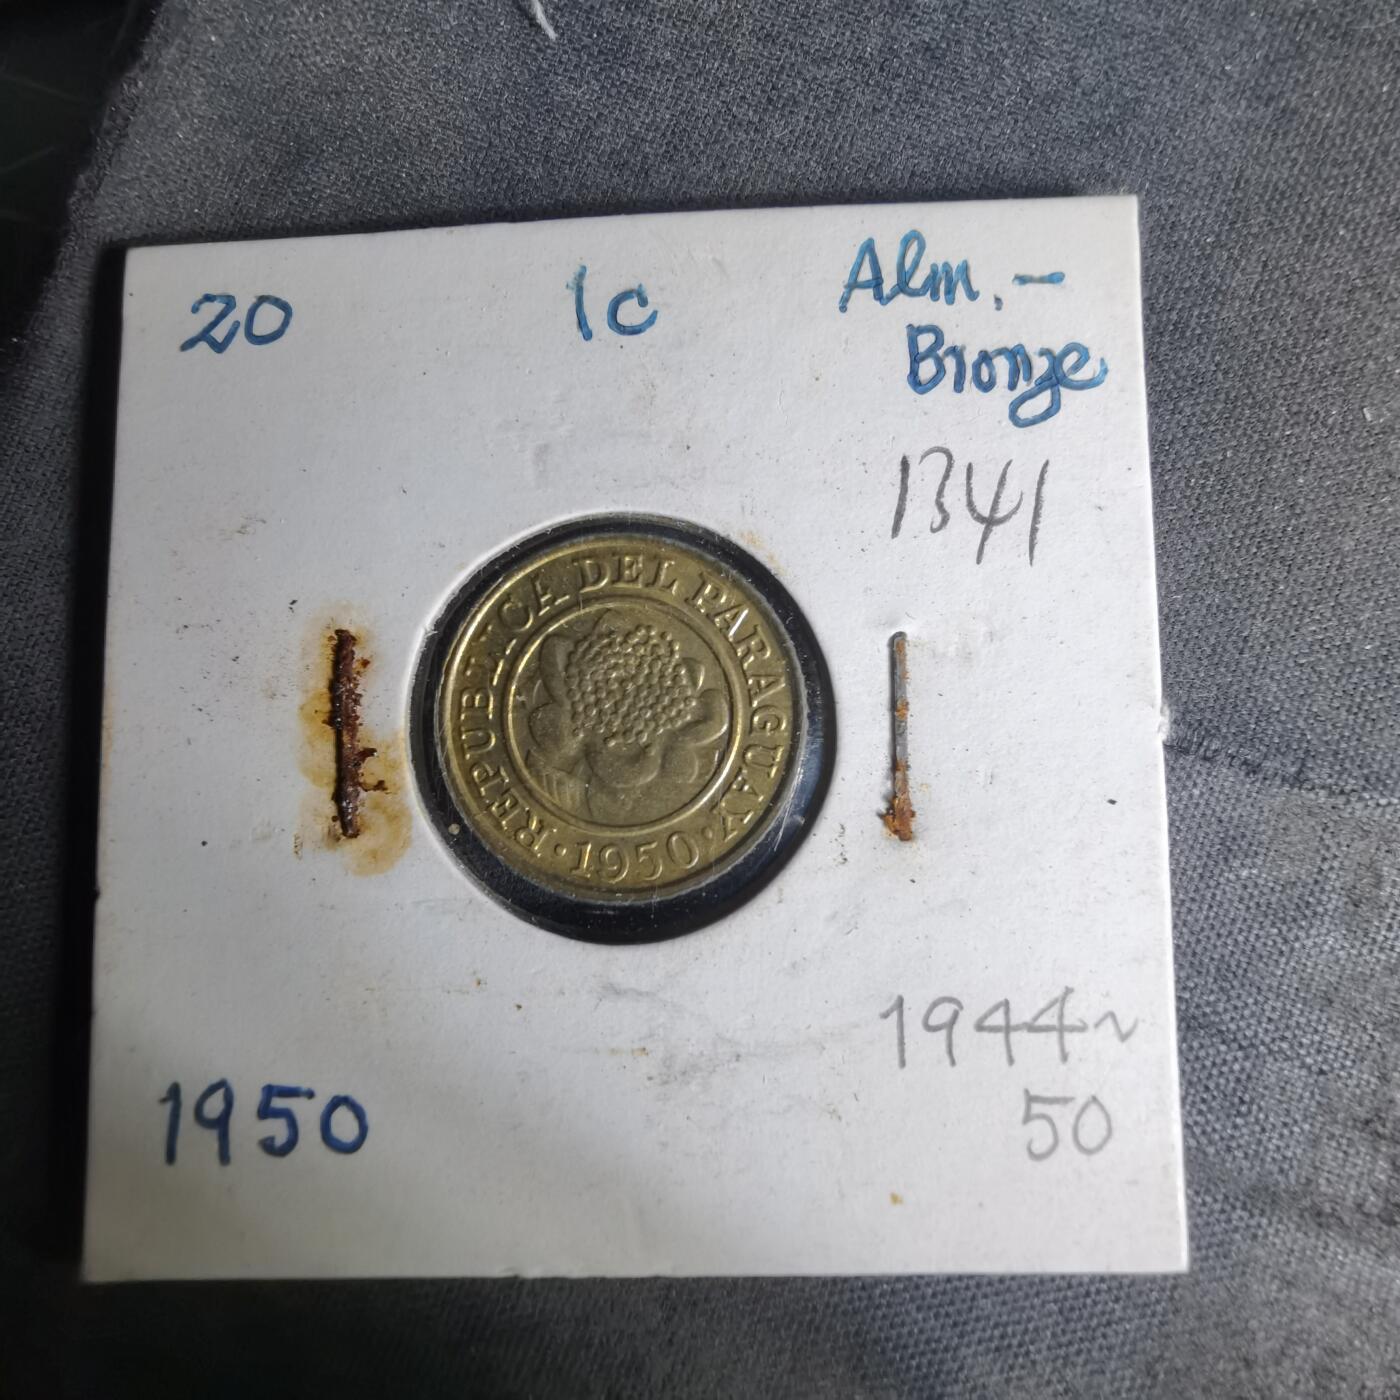 20
1c
Alm.-
Bronze
1341
REPUBLICA DEL PARAGUAY
·1950·
1944~
50
1950